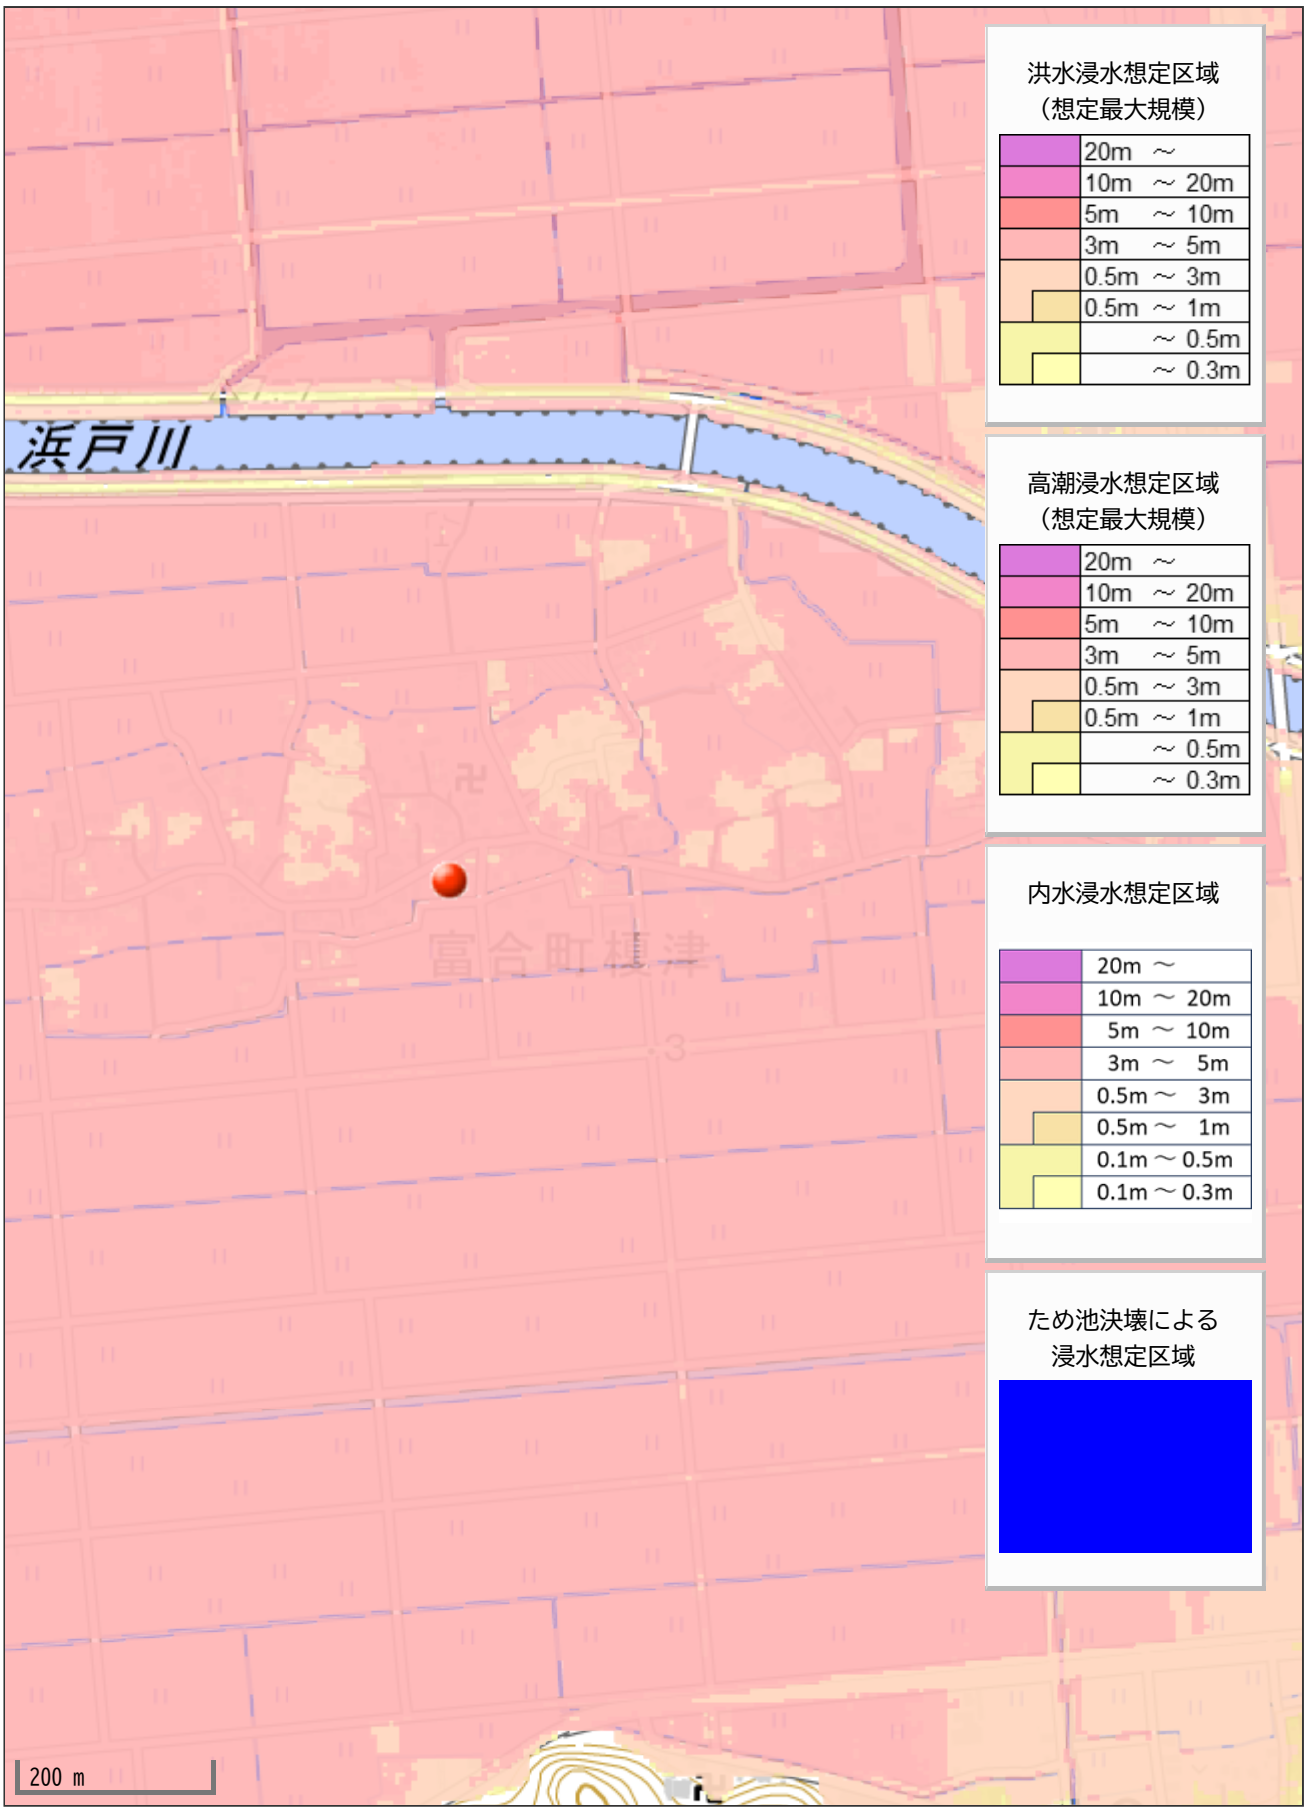 浜戸川
卍
富合町榎津
3
200 m
洪水浸水想定区域
（想定最大規模）
20m ～
10m ～ 20m
5m ～ 10m
3m ～ 5m
0.5m ～ 3m
0.5m ～ 1m
～ 0.5m
～ 0.3m
高潮浸水想定区域
（想定最大規模）
20m ～
10m ～ 20m
5m ～ 10m
3m ～ 5m
0.5m ～ 3m
0.5m ～ 1m
～ 0.5m
～ 0.3m
内水浸水想定区域
20m ～
10m ～ 20m
5m ～ 10m
3m ～ 5m
0.5m ～ 3m
0.5m ～ 1m
0.1m ～ 0.5m
0.1m ～ 0.3m
ため池決壊による
浸水想定区域